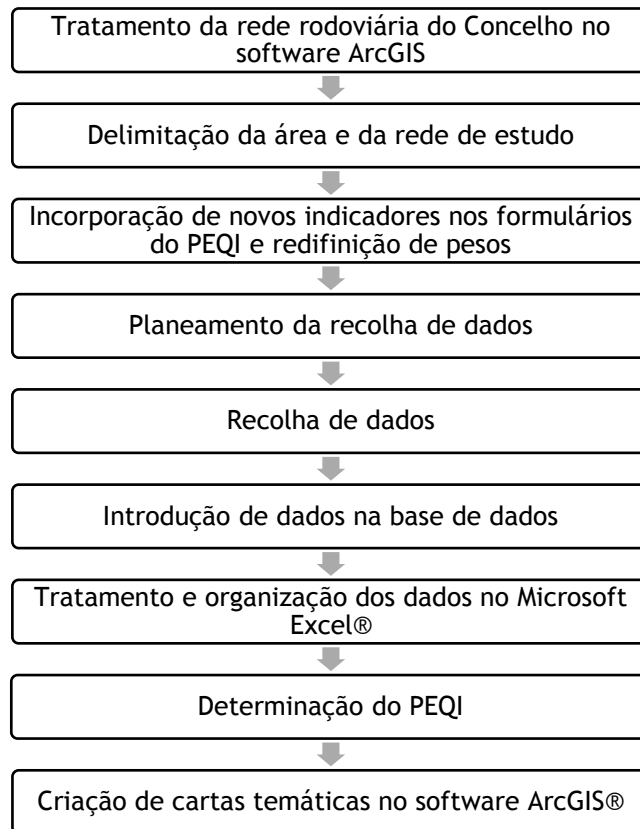 Tratamento da rede rodoviária do Concelho no
software ArcGIS
Delimitação da área e da rede de estudo
Incorporação de novos indicadores nos formulários
do PEQI e redifinição de pesos
Planeamento da recolha de dados
Recolha de dados
Introdução de dados na base de dados
Tratamento e organização dos dados no Microsoft
Excel®
Determinação do PEQI
Criação de cartas temáticas no software ArcGIS®